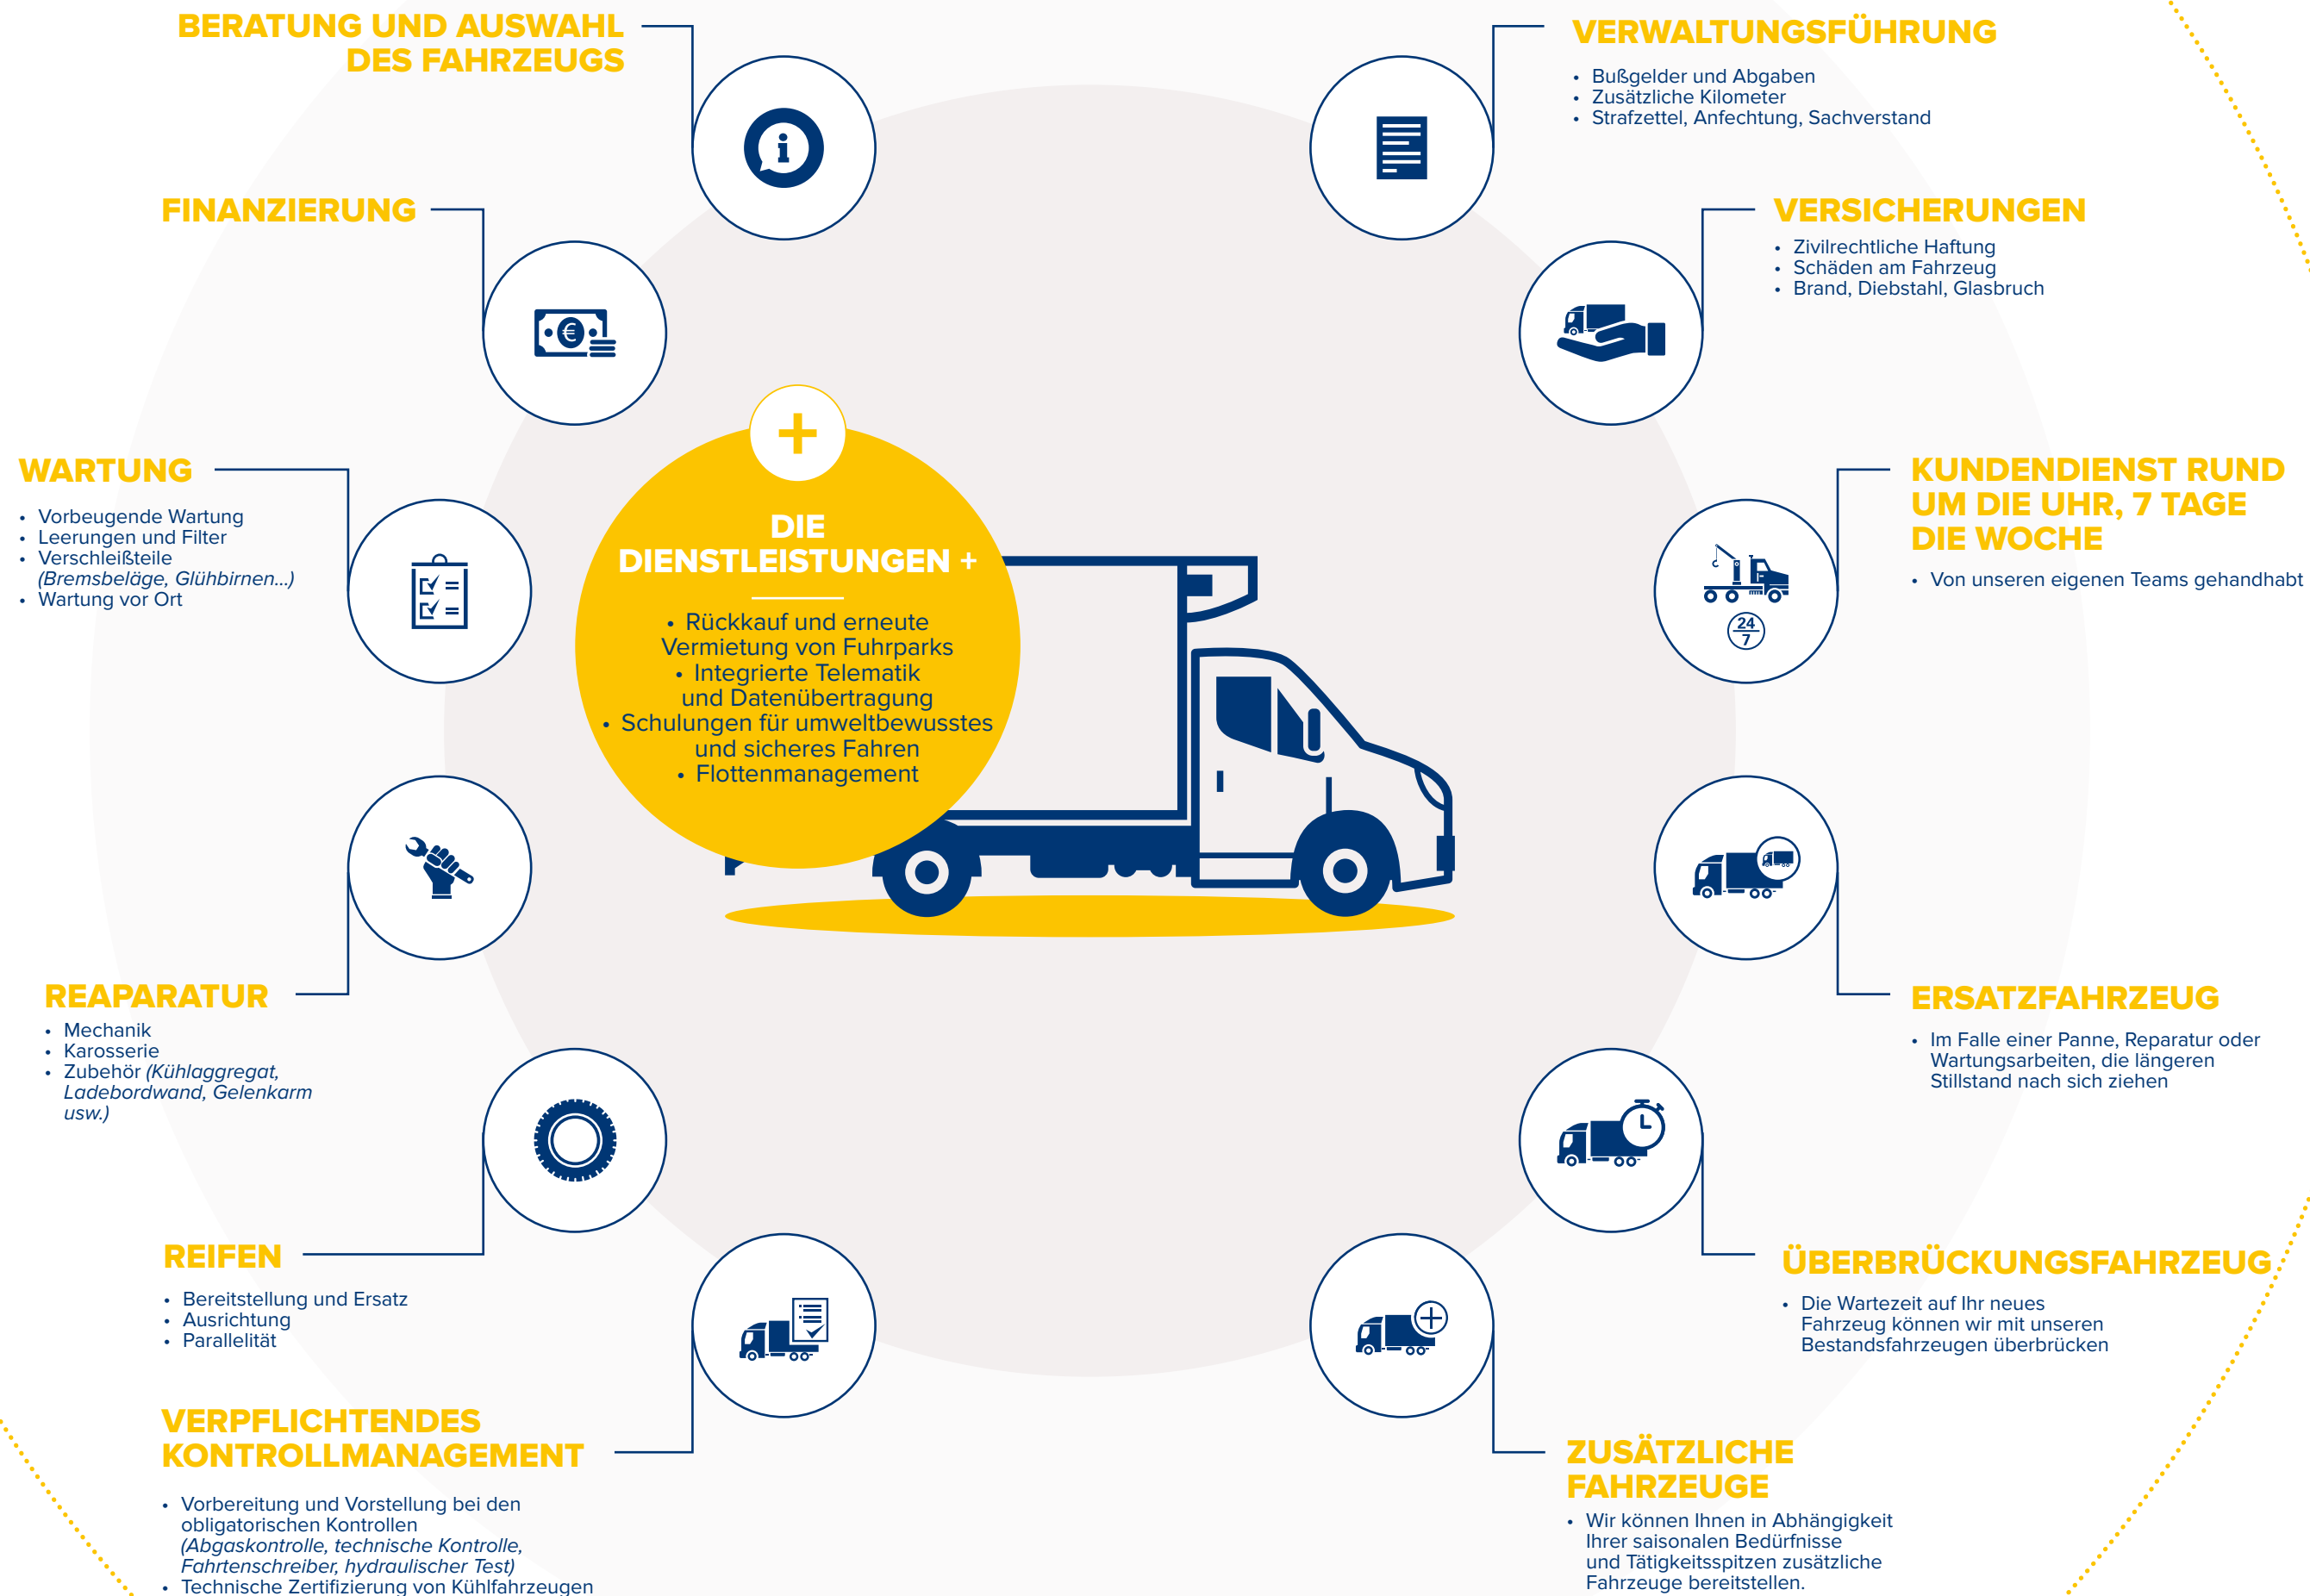 BERATUNG UND AUSWAHL
DES FAHRZEUGS
FINANZIERUNG
WARTUNG
• Vorbeugende Wartung
• Leerungen und Filter
• Verschleißteile
(Bremsbeläge, Glühbirnen...)
• Wartung vor Ort
REAPARATUR
• Mechanik
• Karosserie
• Zubehör (Kühlaggregat,
Ladebordwand, Gelenkarm
usw.)
REIFEN
• Bereitstellung und Ersatz
• Ausrichtung
• Parallelität
VERPFLICHTENDES
KONTROLLMANAGEMENT
• Vorbereitung und Vorstellung bei den
obligatorischen Kontrollen
(Abgaskontrolle, technische Kontrolle,
Fahrtenschreiber, hydraulischer Test)
• Technische Zertifizierung von Kühlfahrzeugen
+
DIE
DIENSTLEISTUNGEN +
• Rückkauf und erneute
Vermietung von Fuhrparks
• Integrierte Telematik
und Datenübertragung
• Schulungen für umweltbewusstes
und sicheres Fahren
• Flottenmanagement
VERWALTUNGSFÜHRUNG
• Bußgelder und Abgaben
• Zusätzliche Kilometer
• Strafzettel, Anfechtung, Sachverstand
VERSICHERUNGEN
• Zivilrechtliche Haftung
• Schäden am Fahrzeug
• Brand, Diebstahl, Glasbruch
KUNDENDIENST RUND
UM DIE UHR, 7 TAGE
DIE WOCHE
• Von unseren eigenen Teams gehandhabt
24
7
ERSATZFAHRZEUG
• Im Falle einer Panne, Reparatur oder
Wartungsarbeiten, die längeren
Stillstand nach sich ziehen
ÜBERBRÜCKUNGSFAHRZEUG
• Die Wartezeit auf Ihr neues
Fahrzeug können wir mit unseren
Bestandsfahrzeugen überbrücken
ZUSÄTZLICHE
FAHRZEUGE
• Wir können Ihnen in Abhängigkeit
Ihrer saisonalen Bedürfnisse
und Tätigkeitsspitzen zusätzliche
Fahrzeuge bereitstellen.